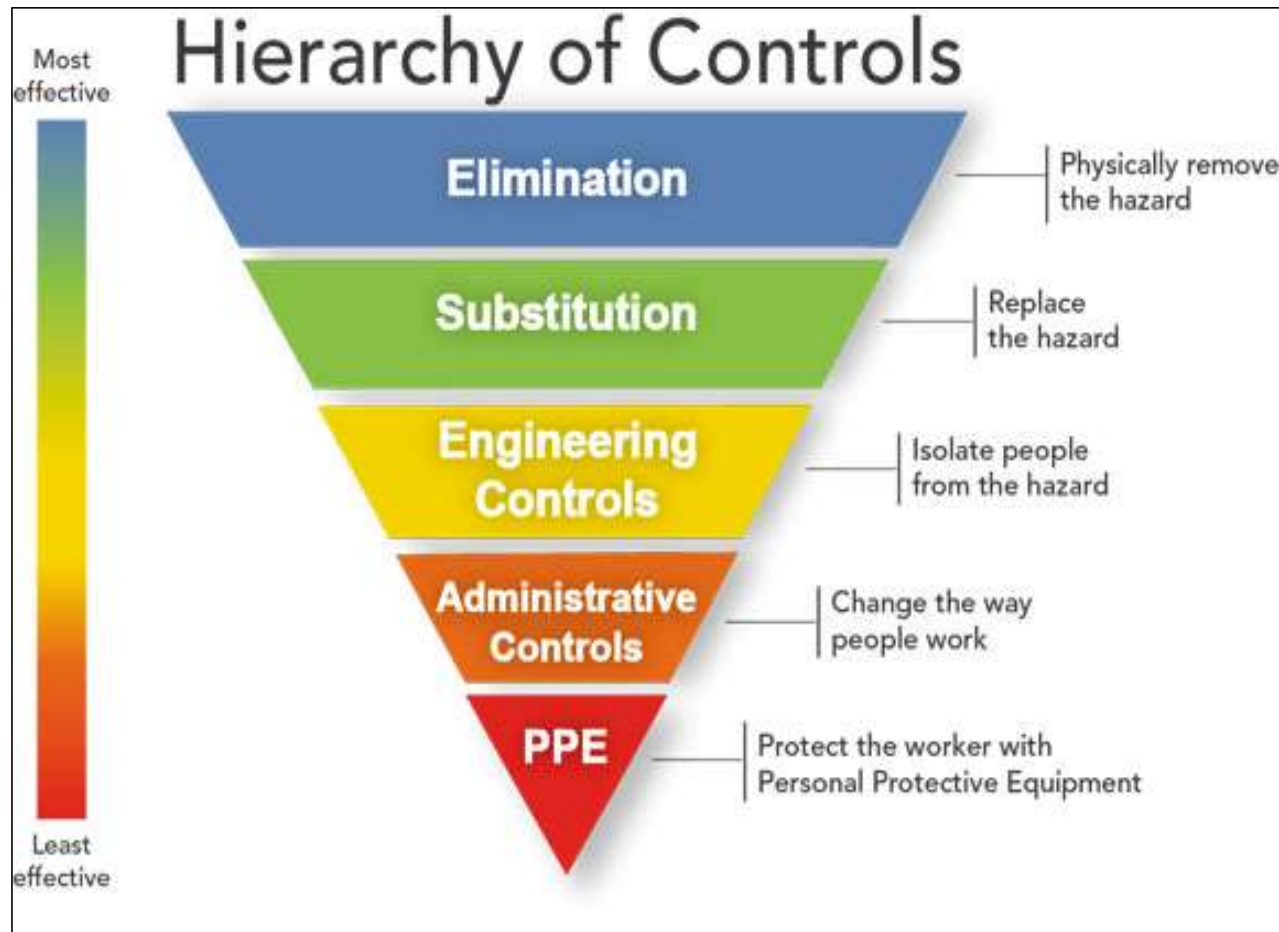 Hierarchy of Controls
Most
effective
Elimination
Physically remove
the hazard
Substitution
Replace
the hazard
Engineering
Controls
Isolate people
from the hazard
Administrative
Controls
Change the way
people work
PPE
Protect the worker with
Personal Protective Equipment
Least
effective